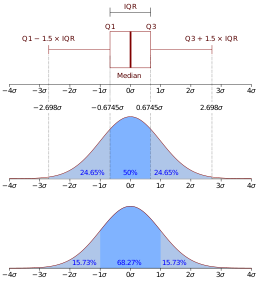 IQR
Q1 Q3
Q1 − 1.5 × IQR Q3 + 1.5 × IQR
Median
−4σ −3σ −2σ −1σ 0σ 1σ 2σ 3σ 4σ
−2.698σ −0.6745σ 0.6745σ 2.698σ
24.65% 50% 24.65%
−4σ −3σ −2σ −1σ 0σ 1σ 2σ 3σ 4σ
15.73% 68.27% 15.73%
−4σ −3σ −2σ −1σ 0σ 1σ 2σ 3σ 4σ